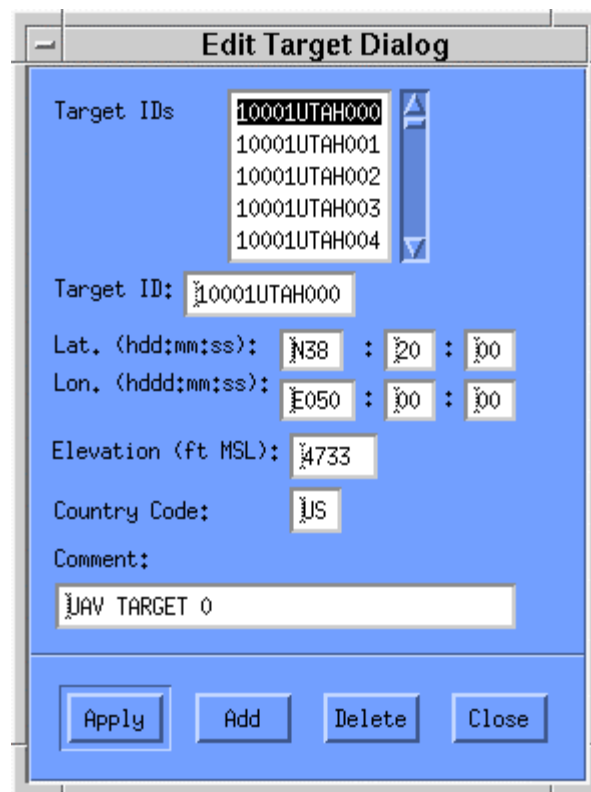 Edit Target Dialog
Target IDs
10001UTAH000
10001UTAH001
10001UTAH002
10001UTAH003
10001UTAH004
Target ID: 10001UTAH000
Lat. (hdd:mm:ss): N38 : 20 : 00
Lon. (hddd:mm:ss): E050 : 00 : 00
Elevation (ft MSL): 4733
Country Code: US
Comment:
UAV TARGET 0
Apply Add Delete Close